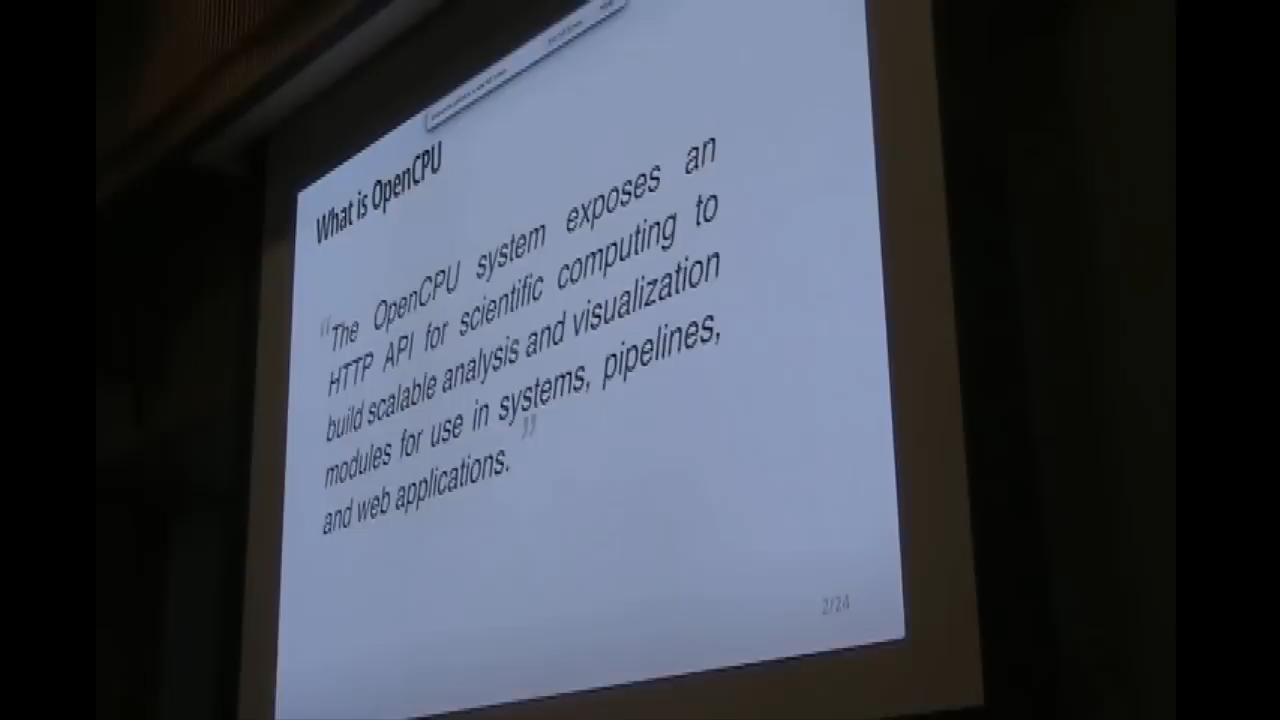 What is OpenCPU
“The OpenCPU system exposes an
HTTP API for scientific computing to
build scalable analysis and visualization
modules for use in systems, pipelines,
and web applications. ”
2/24